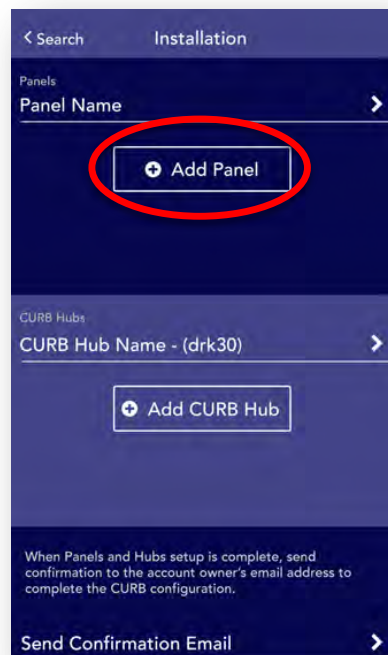 < Search Installation
Panels
Panel Name
Add Panel
CURB Hubs
CURB Hub Name - (drk30)
Add CURB Hub
When Panels and Hubs setup is complete, send
confirmation to the account owner's email address to
complete the CURB configuration.
Send Confirmation Email